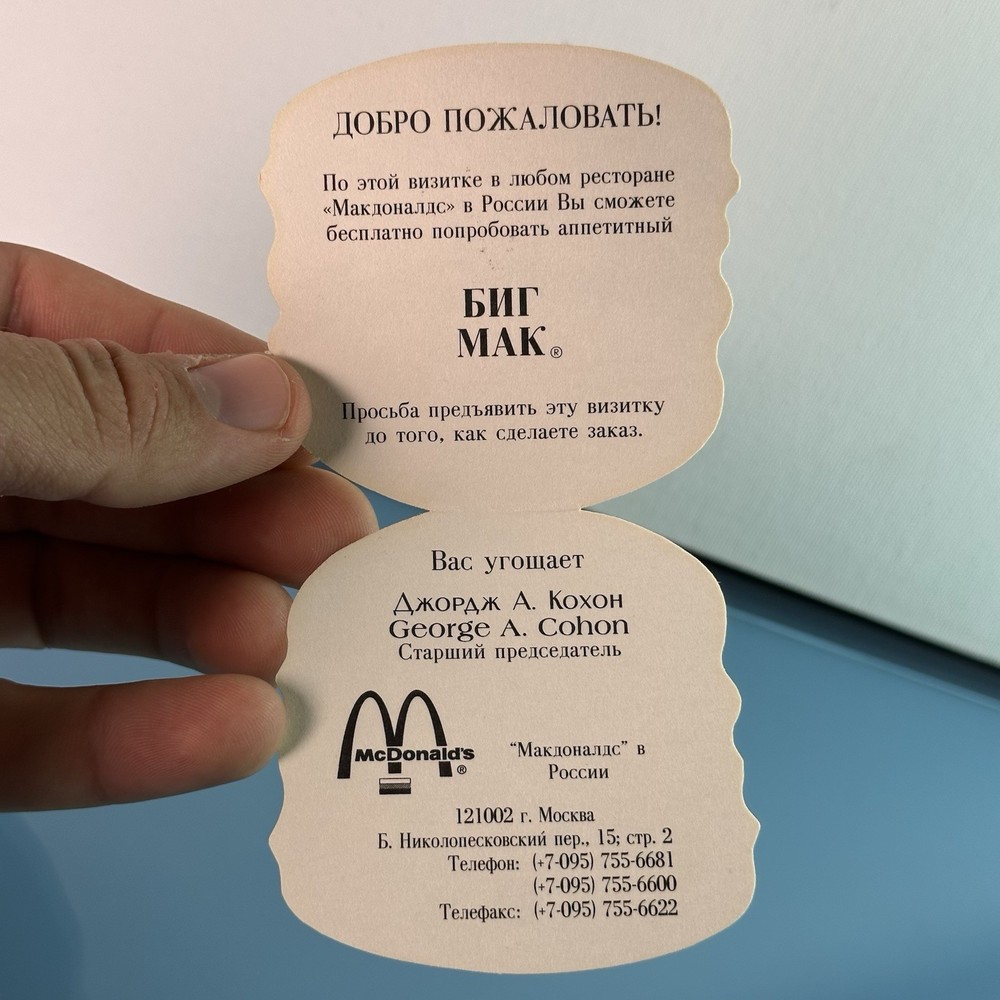 ДОБРО ПОЖАЛОВАТЬ!
По этой визитке в любом ресторане
«Макдоналдс» в России Вы сможете
бесплатно попробовать аппетитный
БИГ
МАК®
Просьба предъявить эту визитку
до того, как сделаете заказ.
Вас угощает
Джордж А. Кохон
George A. Cohon
Старший председатель
McDonald's®
“Макдоналдс” в
России
121002 г. Москва
Б. Николопесковский пер., 15; стр. 2
Телефон: (+7-095) 755-6681
(+7-095) 755-6600
Телефакс: (+7-095) 755-6622